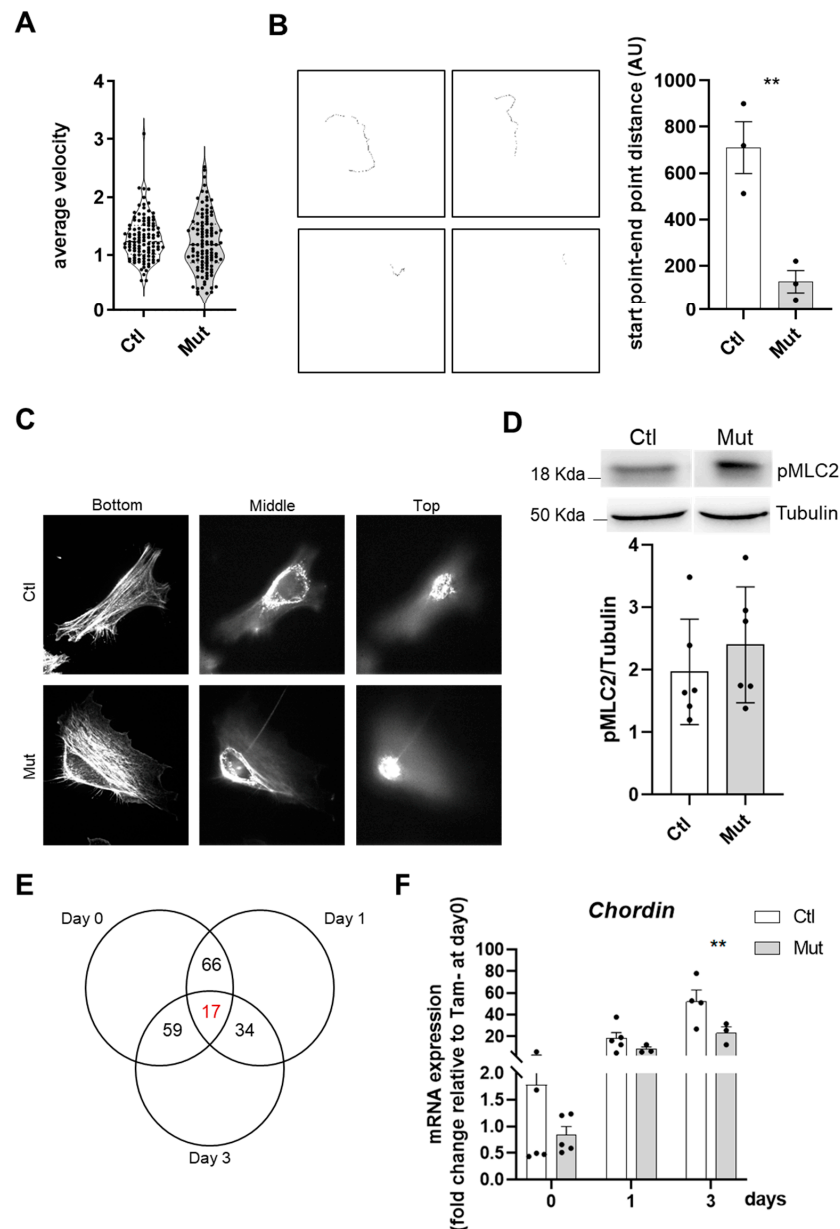 A
average velocity
4
3
2
1
0
Ctl
Mut
B
start point-end point distance (AU)
1000
800
600
400
200
0
**
Ctl
Mut
C
Bottom
Middle
Top
Ctl
Mut
D
Ctl
Mut
18 Kda
pMLC2
50 Kda
Tubulin
pMLC2/Tubulin
4
3
2
1
0
Ctl
Mut
E
Day 0
Day 1
66
17
59
34
Day 3
F
Chordin
Ctl
Mut
**
mRNA expression
(fold change relative to Tam- at day0)
100
80
60
40
20
2.0
1.5
1.0
0.5
0.0
0
1
3
days